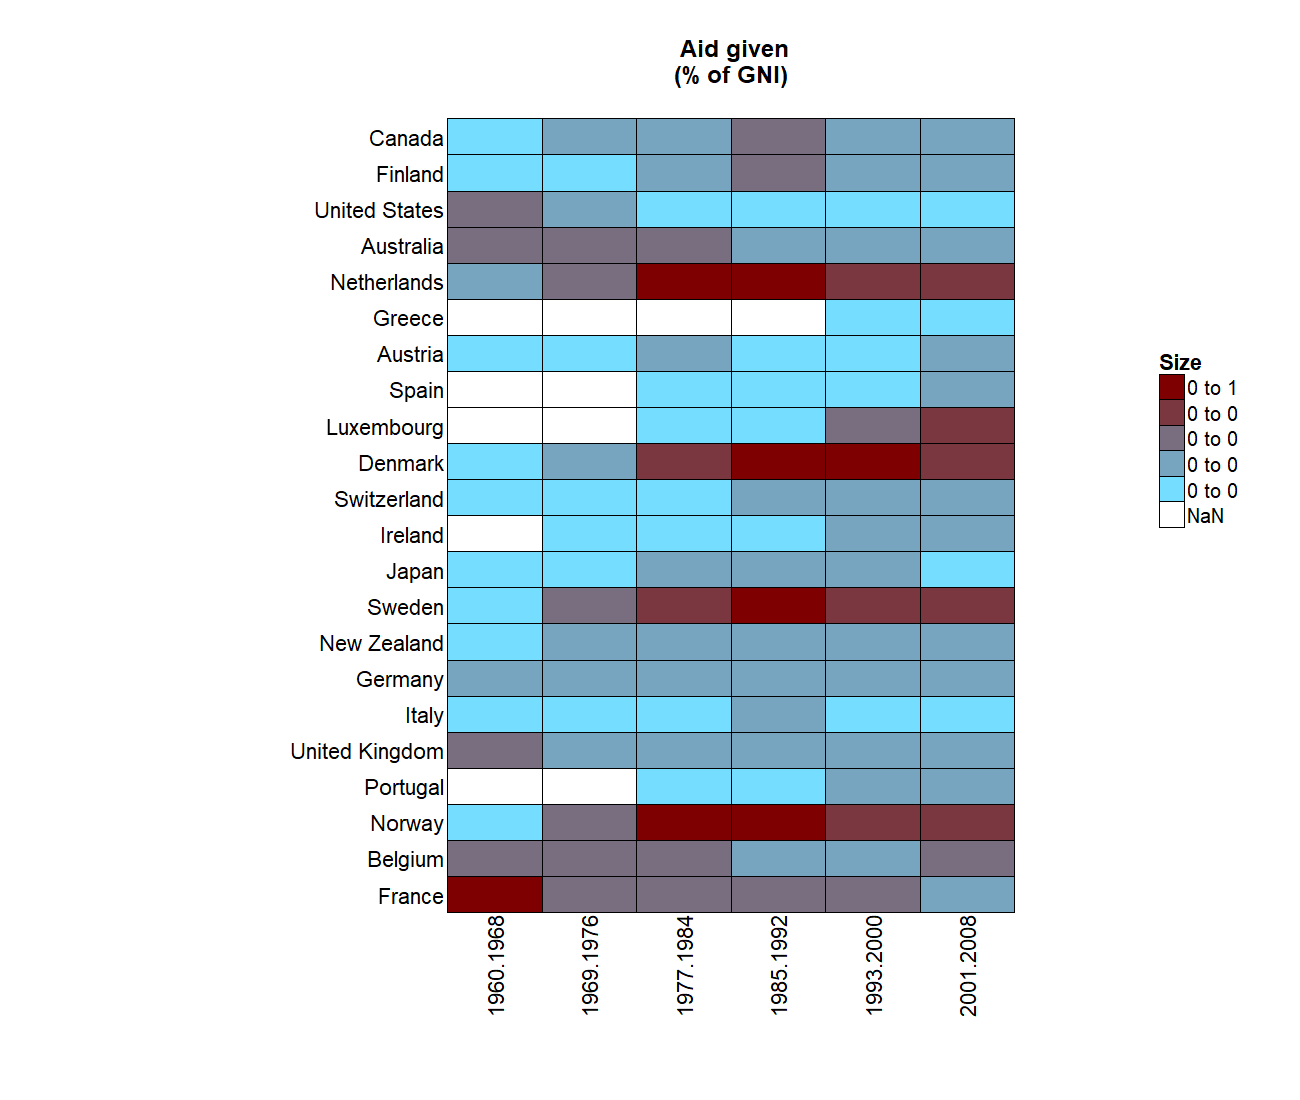 Aid given
(% of GNI)
Canada
Finland
United States
Australia
Netherlands
Greece
Austria
Spain
Luxembourg
Denmark
Switzerland
Ireland
Japan
Sweden
New Zealand
Germany
Italy
United Kingdom
Portugal
Norway
Belgium
France
1960.1968
1969.1976
1977.1984
1985.1992
1993.2000
2001.2008
Size
0 to 1
0 to 0
0 to 0
0 to 0
0 to 0
NaN